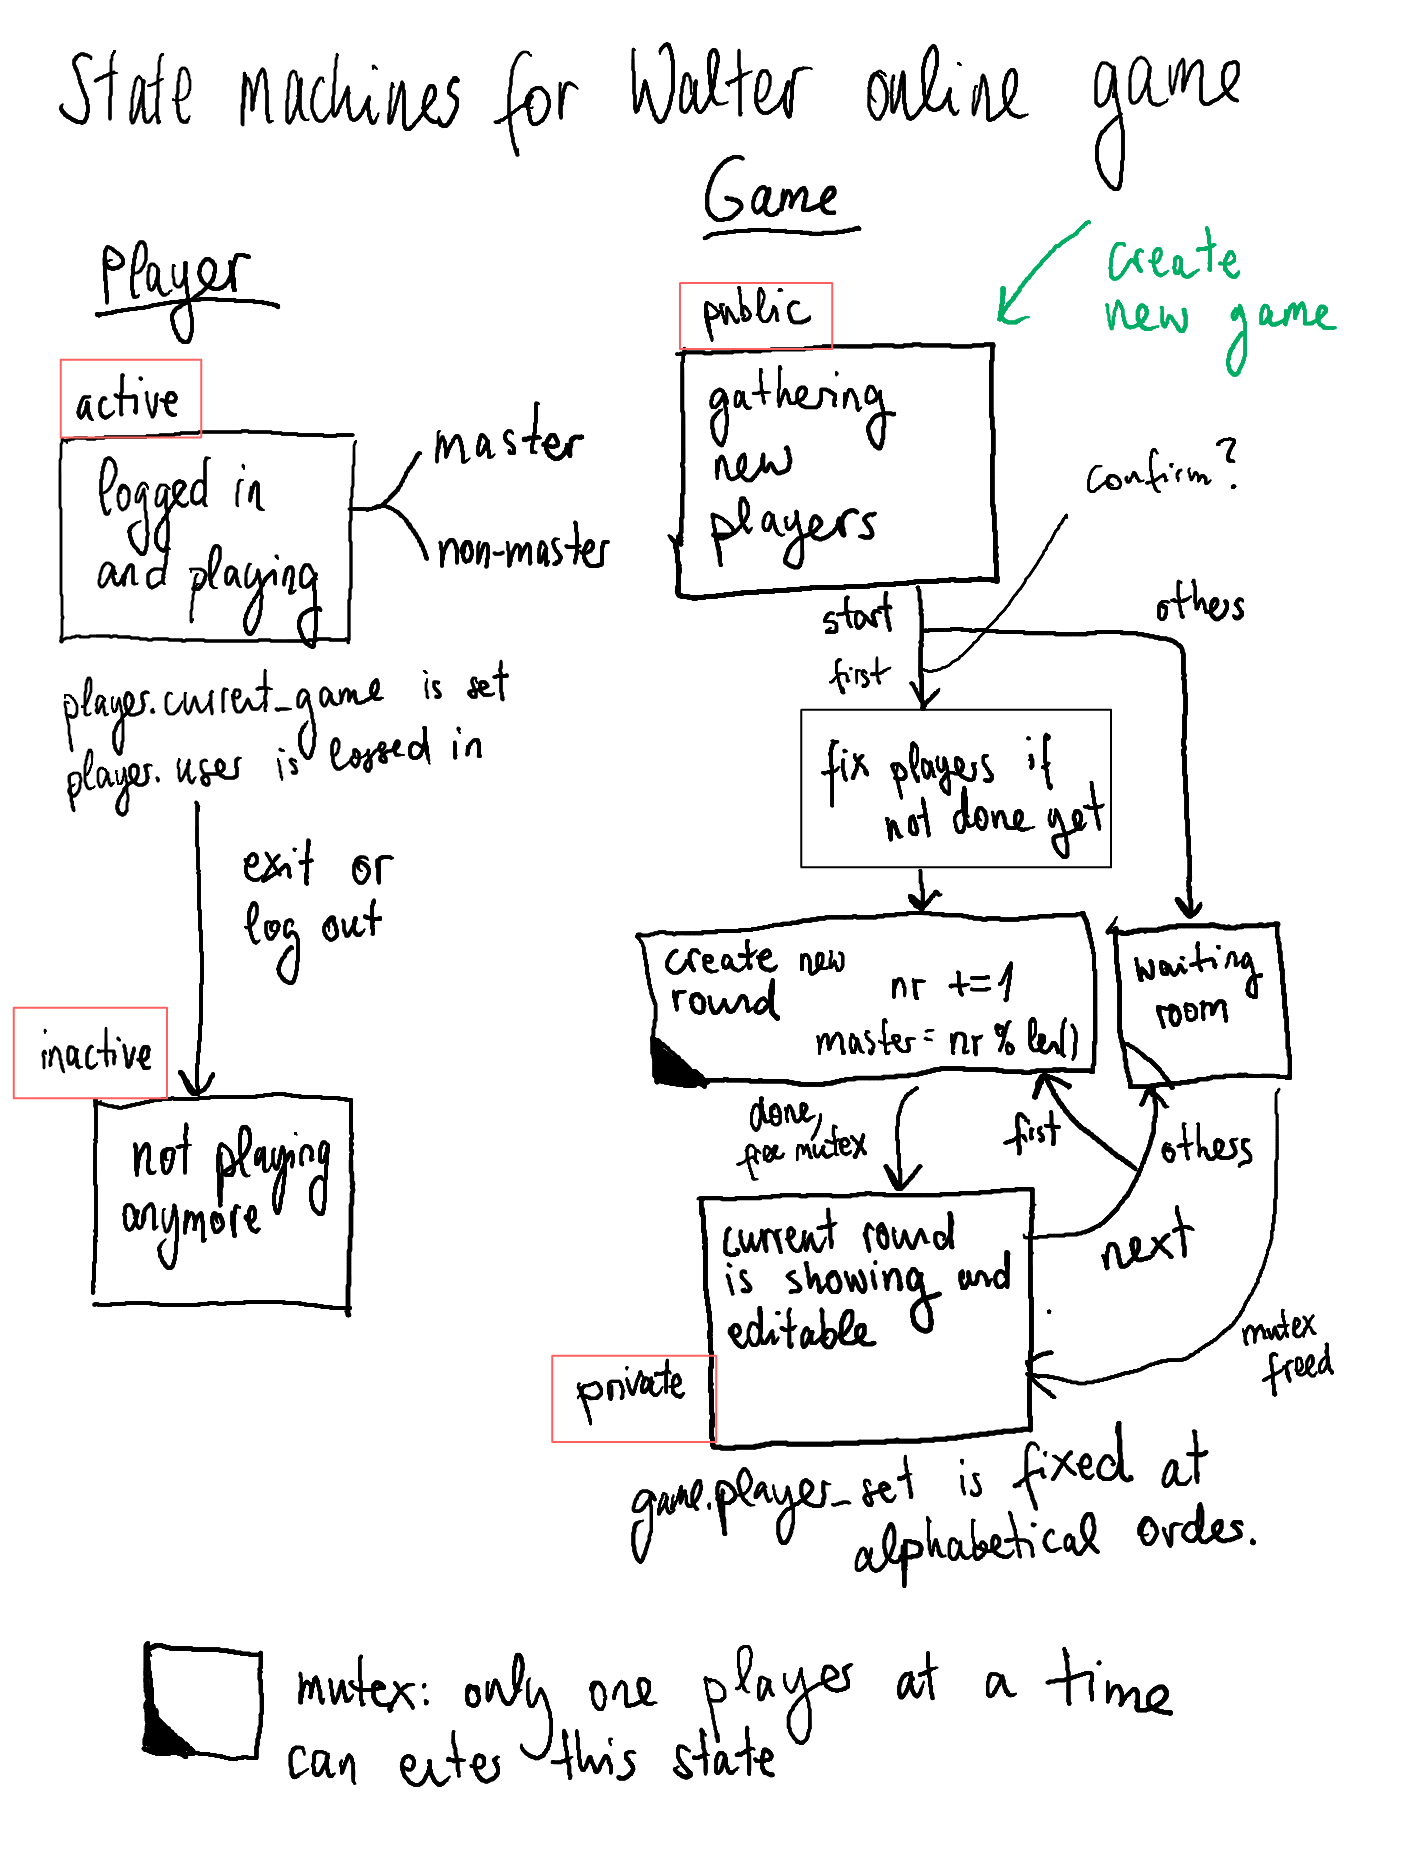 State machines for Walter online game
Player
active
logged in
and playing
master
non-master
player.current_game is set
player.user is logged in
exit or
log out
inactive
not playing
anymore
Game
create
new game
public
gathering
new
players
confirm?
start
first
others
fix players if
not done yet
create new
round
nr +=1
master = nr % len()
waiting
room
done,
free mutex
first
others
next
current round
is showing and
editable
mutex
freed
private
game.player_set is fixed at
alphabetical order.
mutex: only one player at a time
can enter this state